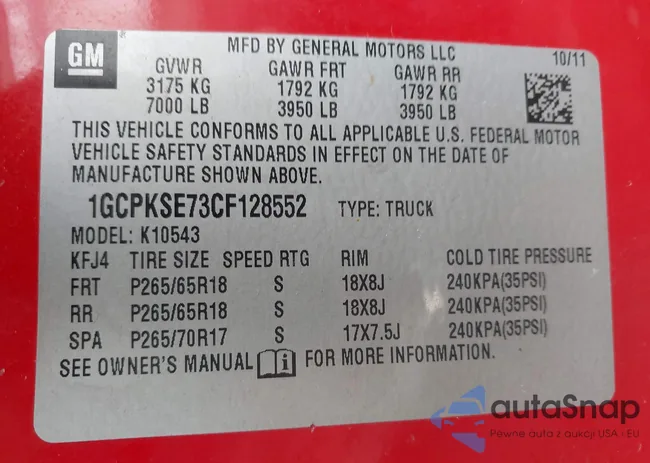 GM
MFD BY GENERAL MOTORS LLC
10/11
GVWR GAWR FRT GAWR RR
3175 KG 1792 KG 1792 KG
7000 LB 3950 LB 3950 LB
THIS VEHICLE CONFORMS TO ALL APPLICABLE U.S. FEDERAL MOTOR
VEHICLE SAFETY STANDARDS IN EFFECT ON THE DATE OF
MANUFACTURE SHOWN ABOVE.
1GCPKSE73CF128552 TYPE: TRUCK
MODEL: K10543
KFJ4 TIRE SIZE SPEED RTG RIM COLD TIRE PRESSURE
FRT P265/65R18 S 18X8J 240KPA(35PSI)
RR P265/65R18 S 18X8J 240KPA(35PSI)
SPA P265/70R17 S 17X7.5J 240KPA(35PSI)
SEE OWNER'S MANUAL i FOR MORE INFORMATION.
autaSnap
Pewne auta z aukcji USA - EU